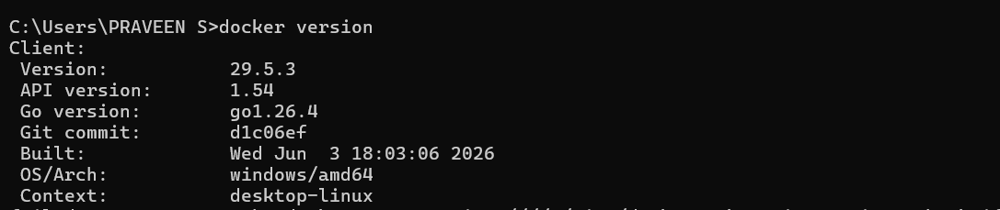 C:\Users\PRAVEEN S>docker version
Client:
 Version:           29.5.3
 API version:       1.54
 Go version:        go1.26.4
 Git commit:        d1c06ef
 Built:             Wed Jun  3 18:03:06 2026
 OS/Arch:           windows/amd64
 Context:           desktop-linux